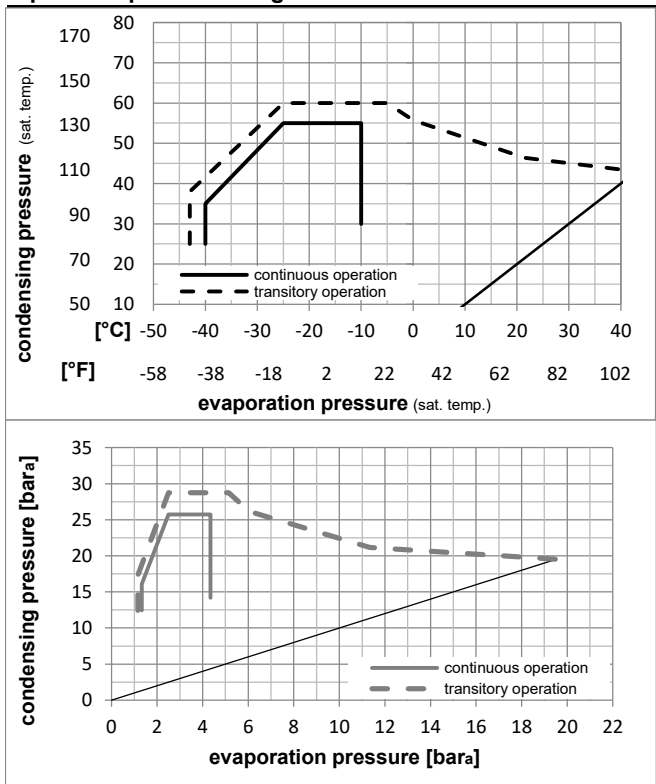 170 80
70
150
60
130
50
110
40
90
30
70
20
50 10
condensing pressure (sat. temp.)
continuous operation
transitory operation
[°C] -50 -40 -30 -20 -10 0 10 20 30 40
[°F] -58 -38 -18 2 22 42 62 82 102
evaporation pressure (sat. temp.)
35
30
25
20
15
10
5
0
condensing pressure [bara]
continuous operation
transitory operation
0 2 4 6 8 10 12 14 16 18 20 22
evaporation pressure [bara]